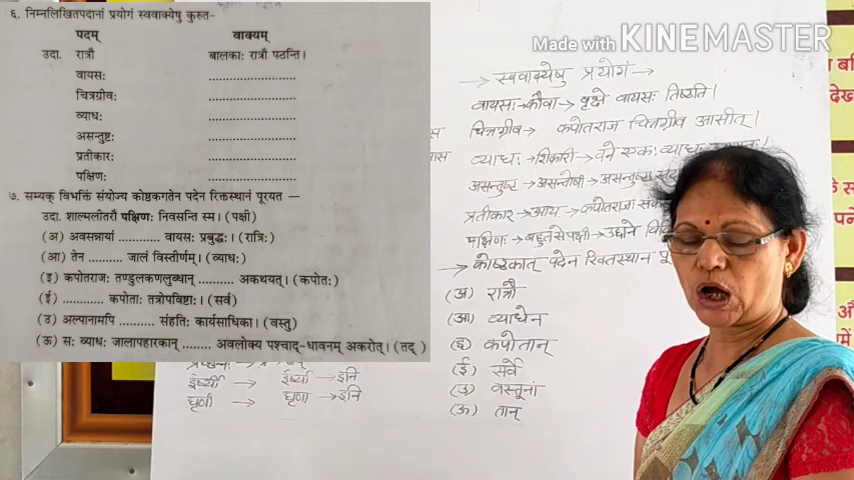 ६. निम्नलिखितपदानां प्रयोगं स्ववाक्येषु कुरुत-
पदम् वाक्यम्
उदा. रात्रौ बालकाः रात्रौ पठन्ति।
वायसः ..........................
चित्रग्रीवः ..........................
व्याधः ..........................
असन्तुष्टः ..........................
प्रतीकारः ..........................
पक्षिणः ..........................
७. सम्यक् विभक्तिं संयोज्य कोष्ठकगतेन पदेन रिक्तस्थानं पूरयत —
उदा. शाल्मलीतरौ पक्षिणः निवसन्ति स्म। (पक्षी)
(अ) अवसन्नायां ............ वायसः प्रबुद्धः। (रात्रिः)
(आ) तेन .......... जालं विस्तीर्णम्। (व्याधः)
(इ) कपोतराजः तण्डुलकणलुब्धान् .......... अकथयत्। (कपोतः)
(ई) ............ कपोताः तत्रोपविष्टाः। (सर्व)
(उ) अल्पानामपि .......... संहतिः कार्यसाधिका। (वस्तु)
(ऊ) सः व्याधः जालापहारकान् ........ अवलोक्य पश्चाद्-धावनम् अकरोत्। (तद् )
Made with KINEMASTER
→ स्ववाक्येषु प्रयोगं →
वायसः→कौवा→ वृक्षे वायसः तिष्ठति।
चित्रग्रीव→ कपोतराज चित्रग्रीव आसीत्।
व्याधः→शिकारी→वने एकः व्याधः
असन्तुष्ट→असन्तोषी→असन्तुष्टः
प्रतीकार→ →कपोतराजः
पक्षिणः→बहुत से पक्षी→उद्याने
→ कोष्ठकात् पदेन रिक्तस्थान
(अ) रात्रौ
(आ) व्याधेन
(इ) कपोतान्
(ई) सर्वे
(उ) वस्तूनां
(ऊ) तान्
ईर्ष्यी → ईर्ष्या →इनि
घृणी → घृणा →इनि